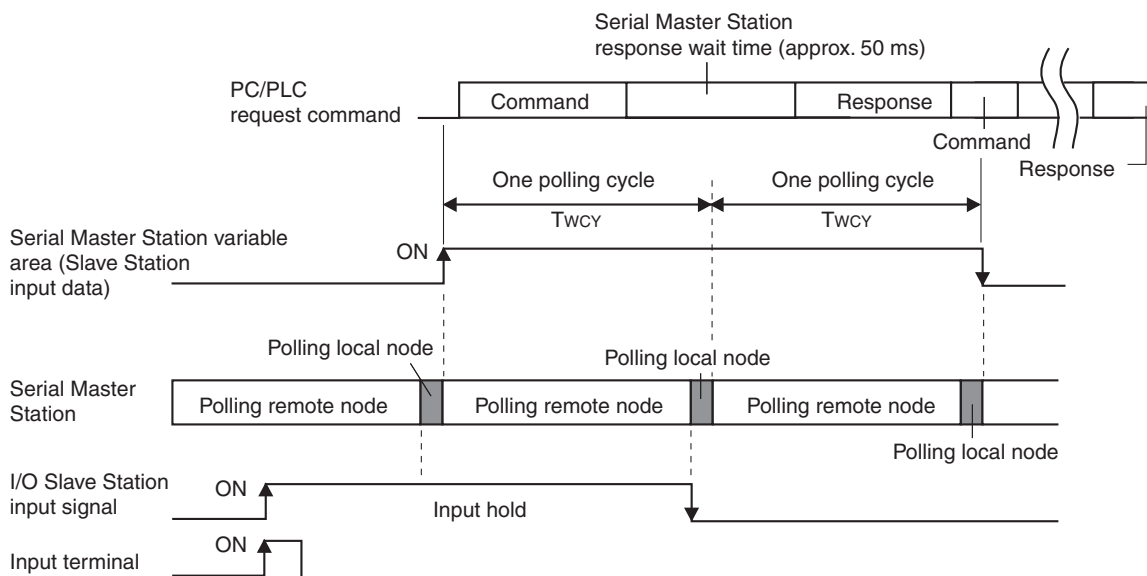 Serial Master Station
response wait time (approx. 50 ms)
PC/PLC
request command
Command
Response
Command
Response
One polling cycle
One polling cycle
TWCY
TWCY
Serial Master Station variable
area (Slave Station
input data)
ON
Polling local node
Polling local node
Serial Master
Station
Polling remote node
Polling remote node
Polling remote node
Polling local node
I/O Slave Station
input signal
ON
Input hold
Input terminal
ON